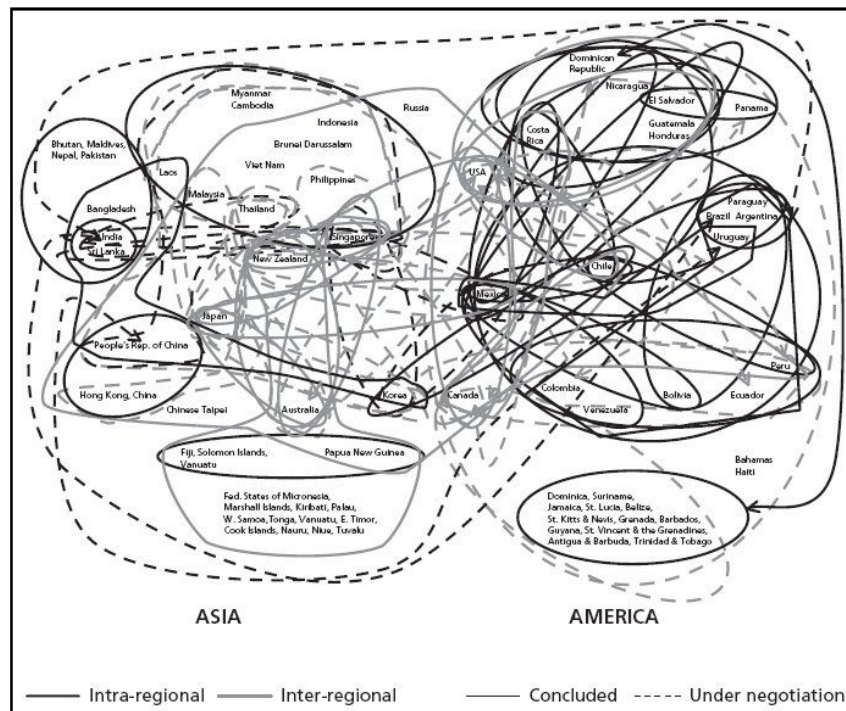 Dominican
Republic
Nicaragua
Myanmar
Cambodia
Russia
El Salvador
Panama
Indonesia
Costa
Rica
Guatemala
Honduras
Bhutan, Maldives,
Nepal, Pakistan
Brunei Darussalam
Laos
Viet Nam
USA
Philippines
Malaysia
Paraguay
Bangladesh
Thailand
Brazil Argentina
India
Singapore
Uruguay
Sri Lanka
New Zealand
Chile
Mexico
Japan
People's Rep. of China
Peru
Hong Kong, China
Korea
Canada
Colombia
Bolivia
Ecuador
Chinese Taipei
Australia
Venezuela
Fiji, Solomon Islands,
Vanuatu
Papua New Guinea
Bahamas
Haiti
Fed. States of Micronesia,
Marshall Islands, Kiribati, Palau,
W. Samoa, Tonga, Vanuatu, E. Timor,
Cook Islands, Nauru, Niue, Tuvalu
Dominica, Suriname,
Jamaica, St. Lucia, Belize,
St. Kitts & Nevis, Grenada, Barbados,
Guyana, St. Vincent & the Grenadines,
Antigua & Barbuda, Trinidad & Tobago
ASIA
AMERICA
Intra-regional
Inter-regional
Concluded
Under negotiation